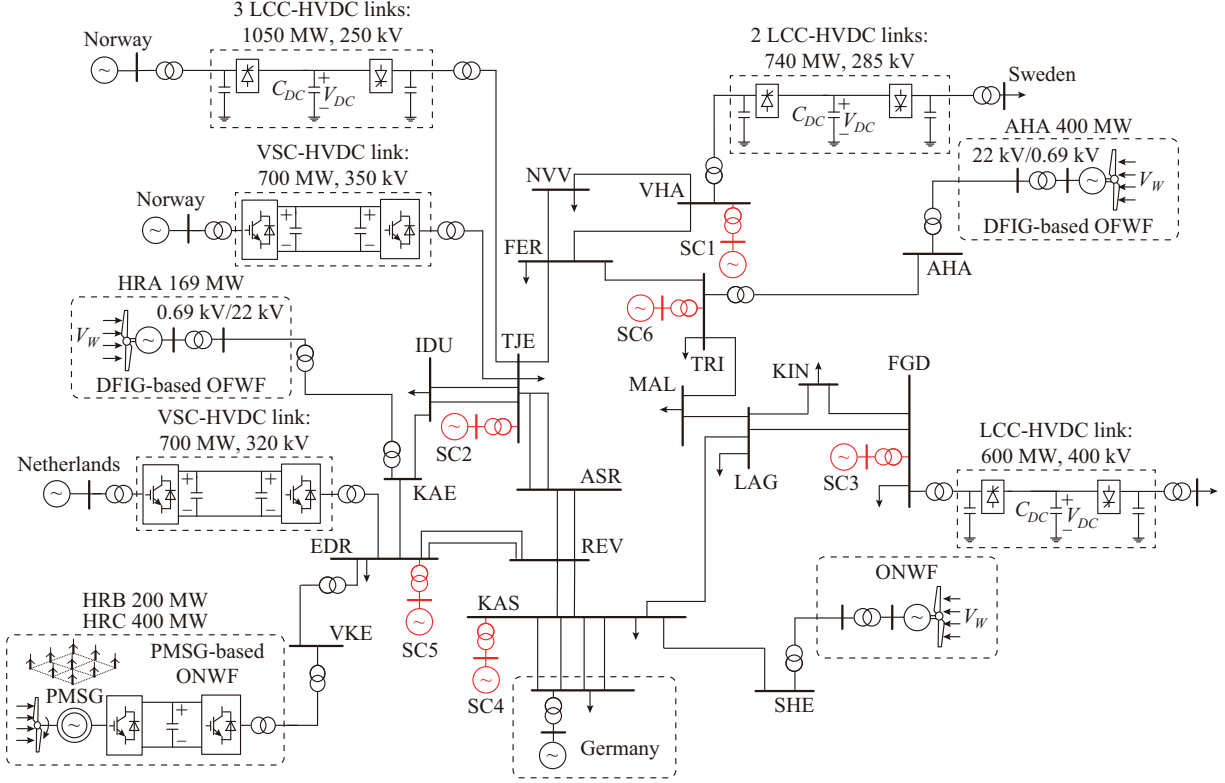 3 LCC-HVDC links:
1050 MW, 250 kV
Norway
~
C_DC
+
V_DC
−
2 LCC-HVDC links:
740 MW, 285 kV
Sweden
C_DC
+
V_DC
−
VSC-HVDC link:
700 MW, 350 kV
Norway
~
+
−
+
−
NVV
VHA
AHA 400 MW
22 kV/0.69 kV
~
V_W
DFIG-based OFWF
FER
SC1
~
AHA
HRA 169 MW
0.69 kV/22 kV
V_W
~
DFIG-based OFWF
IDU
TJE
~
SC6
TRI
MAL
KIN
FGD
VSC-HVDC link:
700 MW, 320 kV
Netherlands
~
+
−
+
−
~
SC2
KAE
ASR
LAG
~
SC3
LCC-HVDC link:
600 MW, 400 kV
C_DC
+
V_DC
−
EDR
REV
ONWF
~
V_W
HRB 200 MW
HRC 400 MW
VKE
~
SC5
KAS
~
SC4
SHE
PMSG-based
ONWF
PMSG
~
+
−
~
Germany